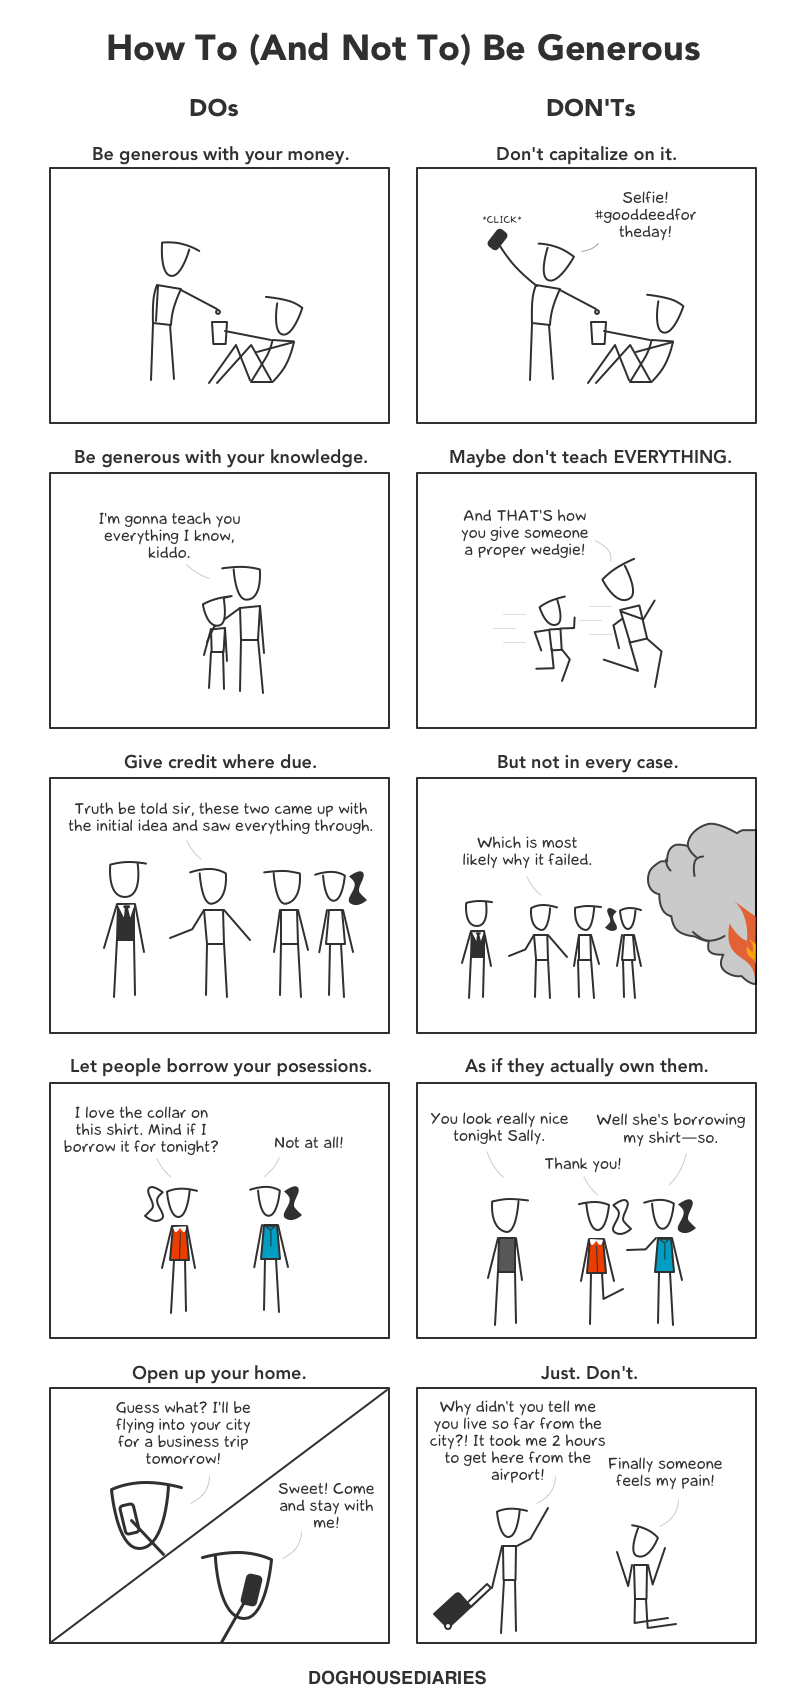 How To (And Not To) Be Generous
DOs
DON'Ts
Be generous with your money.
Don't capitalize on it.
*CLICK*
Selfie!
#gooddeedfor
theday!
Be generous with your knowledge.
Maybe don't teach EVERYTHING.
I'm gonna teach you
everything I know,
kiddo.
And THAT'S how
you give someone
a proper wedgie!
Give credit where due.
But not in every case.
Truth be told sir, these two came up with
the initial idea and saw everything through.
Which is most
likely why it failed.
Let people borrow your posessions.
As if they actually own them.
I love the collar on
this shirt. Mind if I
borrow it for tonight?
Not at all!
You look really nice
tonight Sally.
Thank you!
Well she's borrowing
my shirt—so.
Open up your home.
Just. Don't.
Guess what? I'll be
flying into your city
for a business trip
tomorrow!
Sweet! Come
and stay with
me!
Why didn't you tell me
you live so far from the
city?! It took me 2 hours
to get here from the
airport!
Finally someone
feels my pain!
DOGHOUSEDIARIES